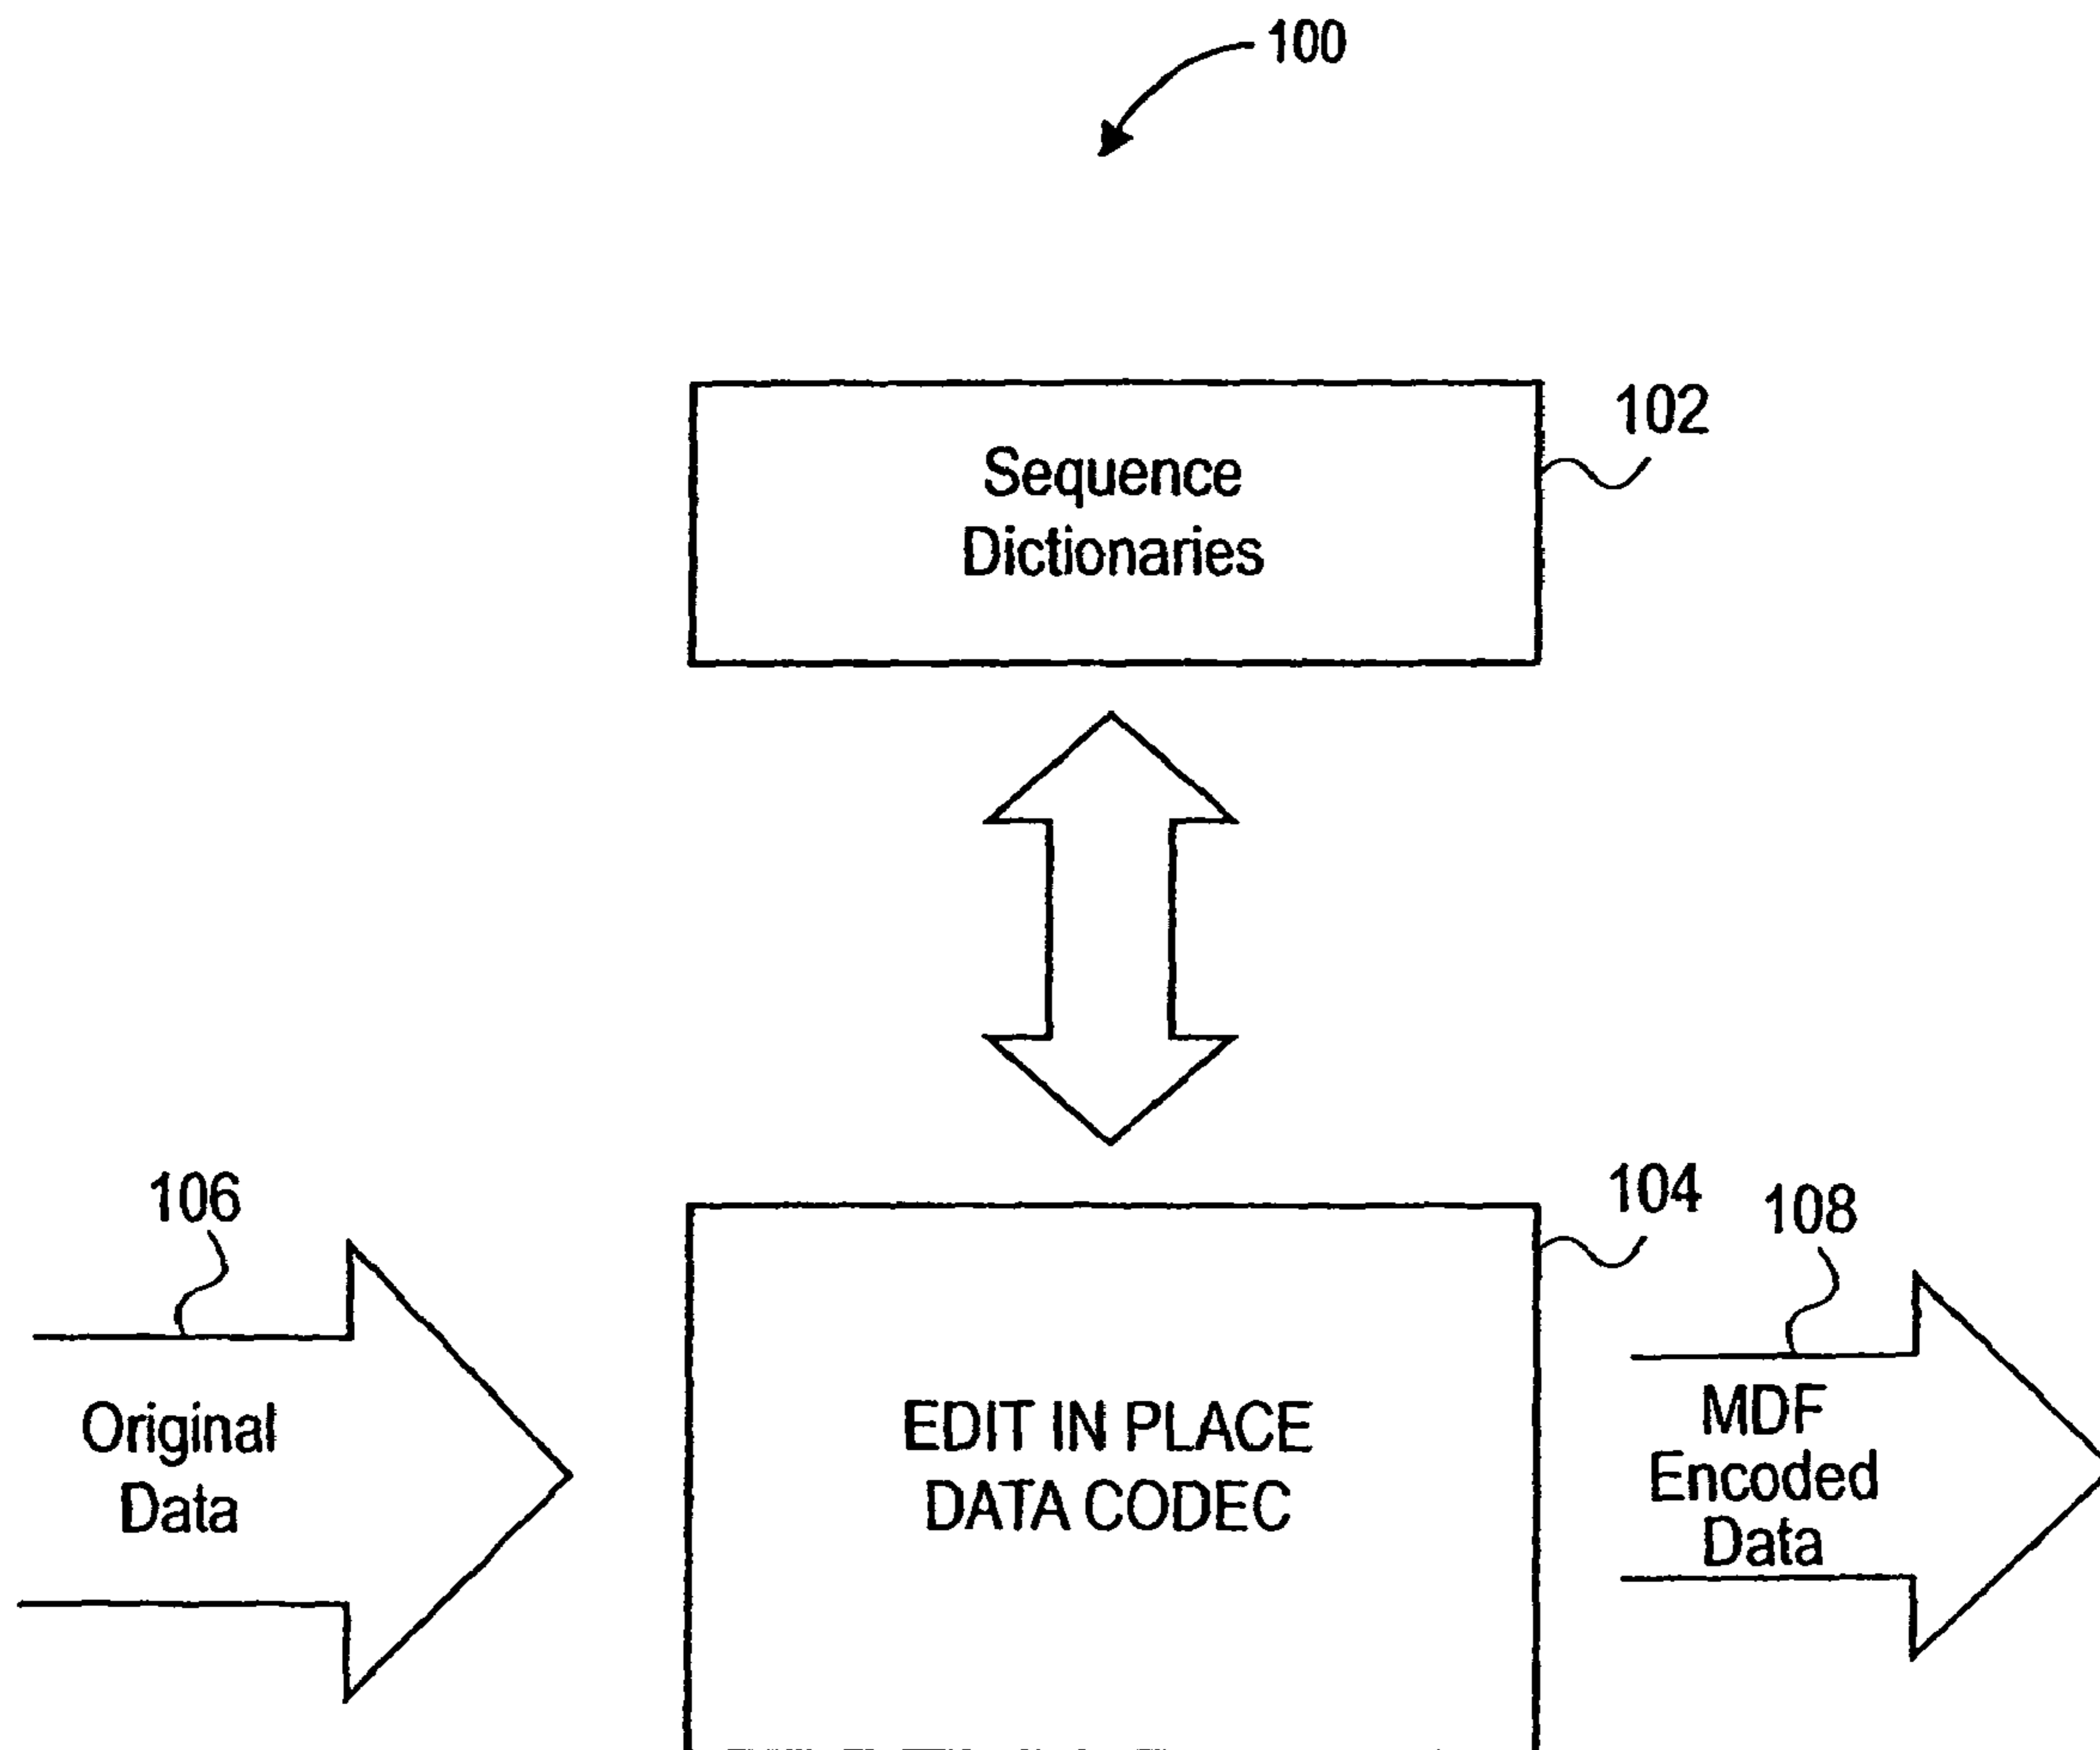 100
102
Sequence
Dictionaries
106
104
108
Original
Data
EDIT IN PLACE
DATA CODEC
MDF
Encoded
Data